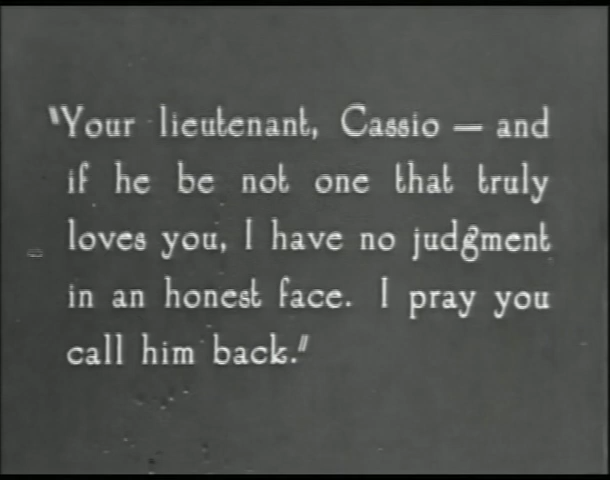 "Your lieutenant, Cassio — and
if he be not one that truly
loves you, I have no judgment
in an honest face. I pray you
call him back."